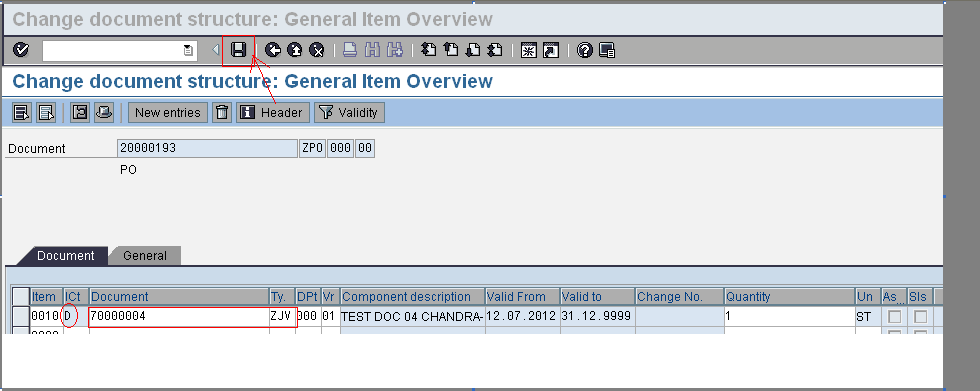 Change document structure: General Item Overview
Change document structure: General Item Overview
New entries Header Validity
Document 20000193 ZPO 000 00
PO
Document General
Item ICt Document Ty. DPt Vr Component description Valid From Valid to Change No. Quantity Un As... SIs
0010 D 70000004 ZJV 000 01 TEST DOC 04 CHANDRA- 12.07.2012 31.12.9999 1 ST